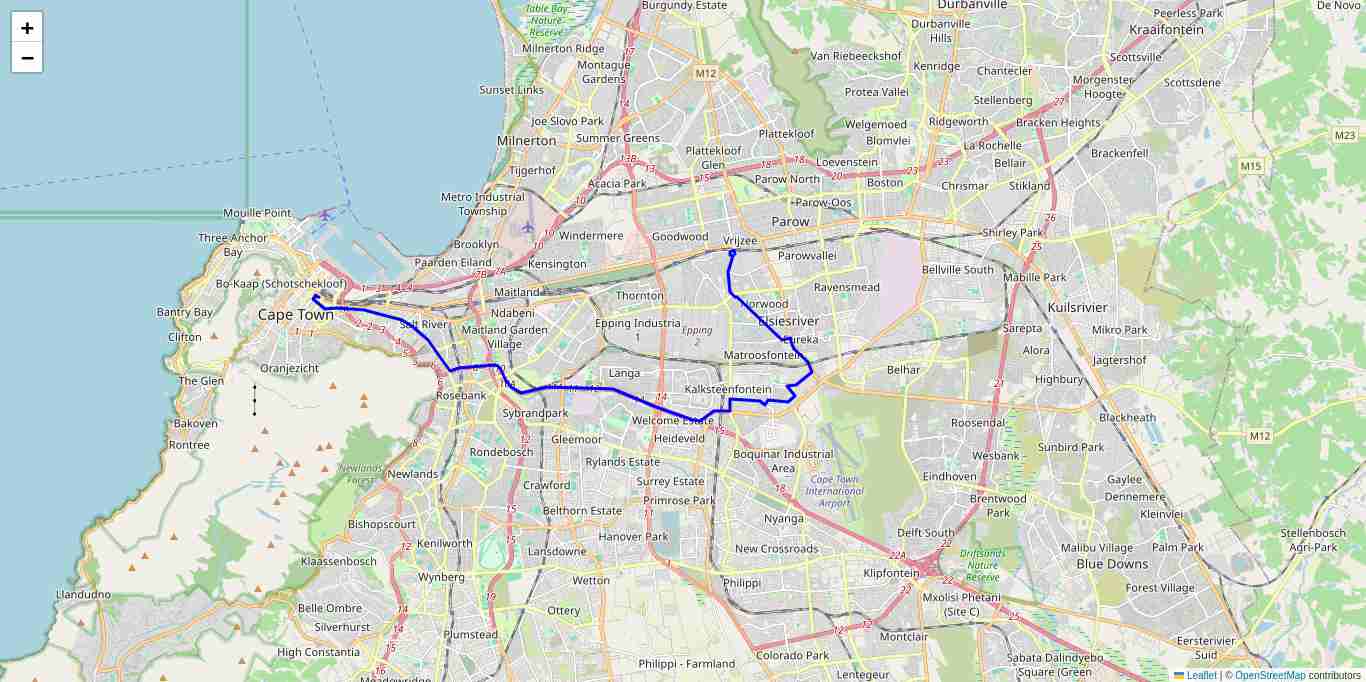 +
−
Table Bay
Nature
Reserve
Burgundy Estate
Durbanville
Peerless Park
De Novo
Kraaifontein
Durbanville
Hills
Milnerton Ridge
Van Riebeeckshof
Scottsville
Montague
Gardens
Kenridge
Chantecler
M12
Morgenster
Hoogte
Scottsdene
Sunset Links
Protea Vallei
Stellenberg
Joe Slovo Park
Summer Greens
Plattekloof
Welgemoed
Ridgeworth
Bracken Heights
Blomvlei
La Rochelle
M23
Milnerton
Plattekloof
Glen
Loevenstein
Bellair
Brackenfell
M15
Tijgerhof
Acacia Park
Parow North
Boston
Chrismar
Stikland
Metro Industrial
Township
Parow-Oos
Mouille Point
Parow
Three Anchor
Bay
Windermere
Goodwood
Vrijzee
Shirley Park
Brooklyn
Paarden Eiland
Kensington
Parowvallei
Bellville South
Mabille Park
Bo-Kaap (Schotschekloof)
Maitland
Thornton
Ravensmead
Norwood
Kuilsrivier
Bantry Bay
Cape Town
Ndabeni
Salt River
Maitland Garden
Village
Epping Industria
1
Epping
2
Elsiesriver
Eureka
Sarepta
Mikro Park
Clifton
Matroosfontein
Alora
Jagtershof
Oranjezicht
Langa
Belhar
The Glen
Kalksteenfontein
Highbury
Rosebank
Blackheath
Bakoven
Sybrandpark
Welcome Estate
Roosendal
M12
Rontree
Gleemoor
Heideveld
Sunbird Park
Rondebosch
Boquinar Industrial
Area
Wesbank
Newlands
Forest
Newlands
Rylands Estate
Surrey Estate
Cape Town
International
Airport
Eindhoven
Gaylee
Crawford
Primrose Park
Brentwood
Park
Dennemere
Belthorn Estate
Kleinvlei
Bishopscourt
Nyanga
Hanover Park
Delft South
Kenilworth
Stellenbosch
Agri-Park
Lansdowne
New Crossroads
Malibu Village
Palm Park
Klaassenbosch
Driftsands
Nature
Reserve
Blue Downs
Wynberg
Wetton
Philippi
Klipfontein
Forest Village
Llandudno
Mxolisi Phetani
(Site C)
Belle Ombre
Ottery
Silverhurst
Plumstead
Montclair
Eersterivier
Suid
High Constantia
Philippi - Farmland
Colorado Park
Sabata Dalindyebo
Square (Green
Meadowridge
Lentegeur
Leaflet | © OpenStreetMap contributors